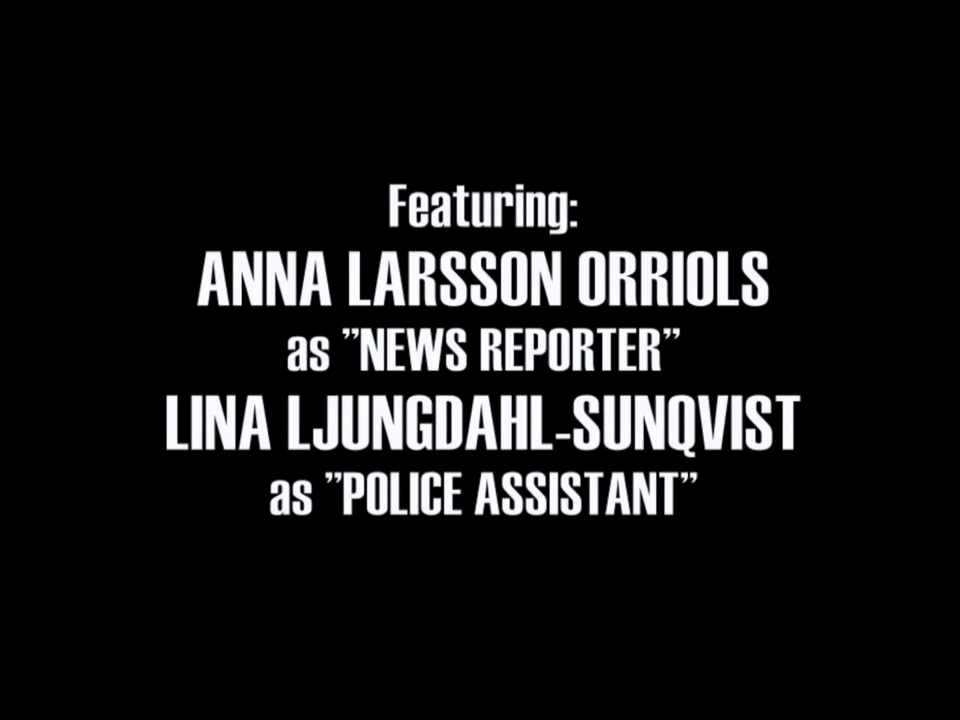 Featuring:
ANNA LARSSON ORRIOLS
as ”NEWS REPORTER”
LINA LJUNGDAHL-SUNQVIST
as ”POLICE ASSISTANT”